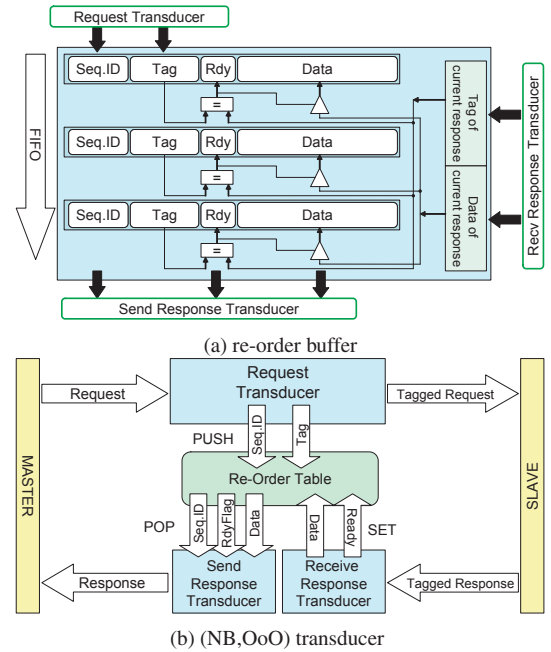 Request Transducer
Seq.ID Tag Rdy Data
=
Seq.ID Tag Rdy Data
=
Seq.ID Tag Rdy Data
=
FIFO
Tag of
current response
Data of
current response
Recv Response Transducer
Send Response Transducer
(a) re-order buffer
MASTER
Request
Request
Transducer
Tagged Request
SLAVE
PUSH
Seq.ID
Tag
Re-Order Table
POP
Seq.ID
RdyFlag
Data
Data
Ready
SET
Response
Send
Response
Transducer
Receive
Response
Transducer
Tagged Response
(b) (NB,OoO) transducer